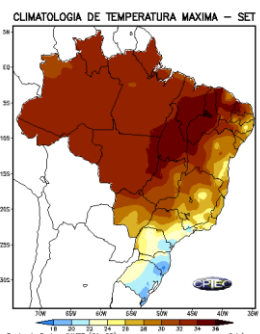 CLIMATOLOGIA DE TEMPERATURA MAXIMA – SET
5N
EQ
5S
10S
15S
20S
25S
30S
CPTEC
70W 65W 60W 55W 50W 45W 40W 35W
18 20 22 24 26 28 30 32 34 36